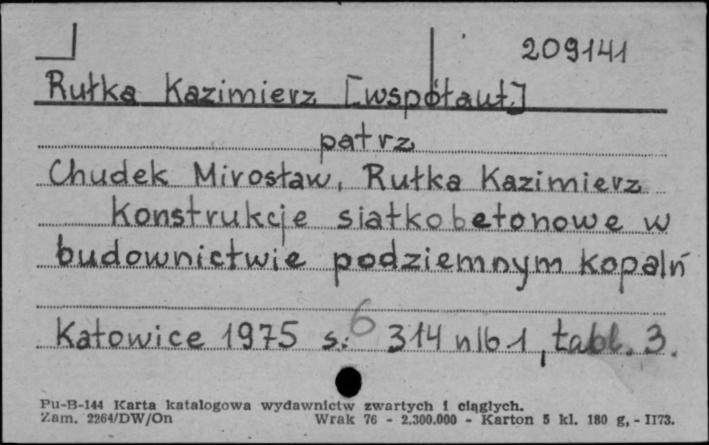 209141
Rutka Kazimierz [współaut.]
patrz
Chudek Mirosław, Rutka Kazimierz
Konstrukcje siatkobetonowe w
budownictwie podziemnym kopalń
Katowice 1975 s. 6 314 nlb 1, tabl. 3.
Pu-B-144 Karta katalogowa wydawnictw zwartych i ciągłych.
Zam. 2264/DW/On Wrak 76 - 2.300.000 - Karton 5 kl. 180 g, - II73.